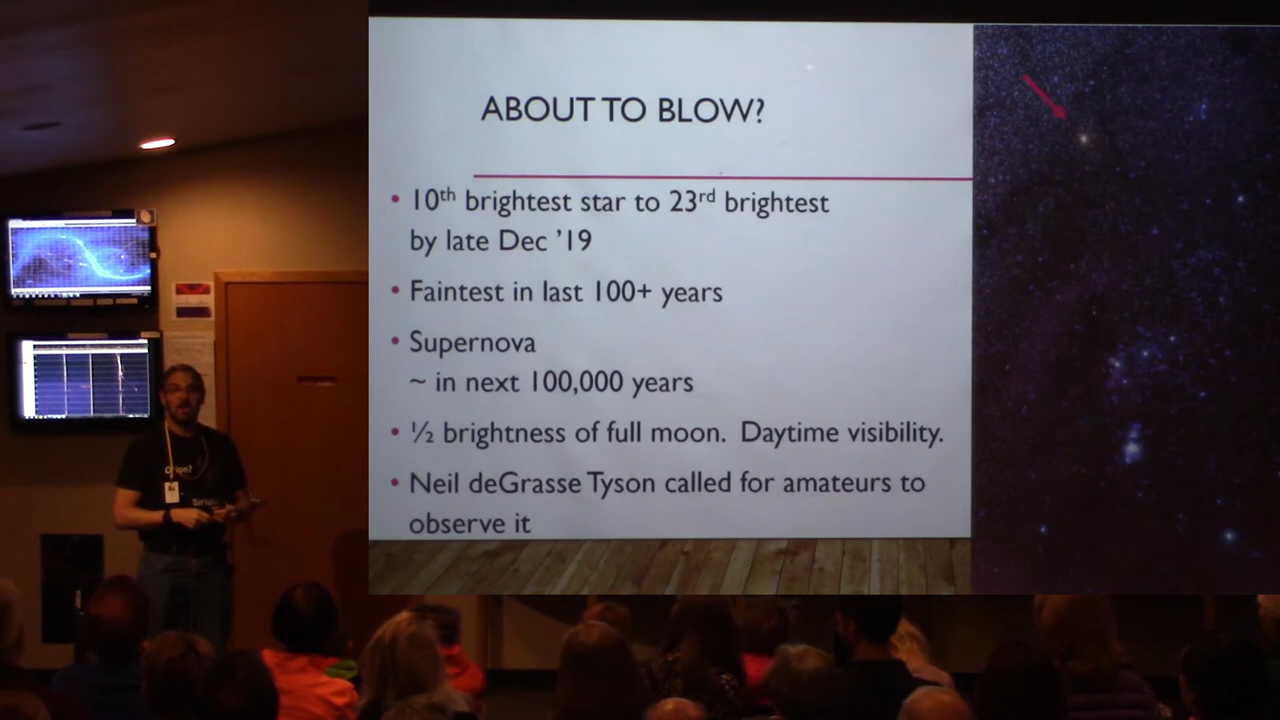 ABOUT TO BLOW?
• 10th brightest star to 23rd brightest
by late Dec ’19
• Faintest in last 100+ years
• Supernova
~ in next 100,000 years
• ½ brightness of full moon. Daytime visibility.
• Neil deGrasse Tyson called for amateurs to
observe it
Orion?